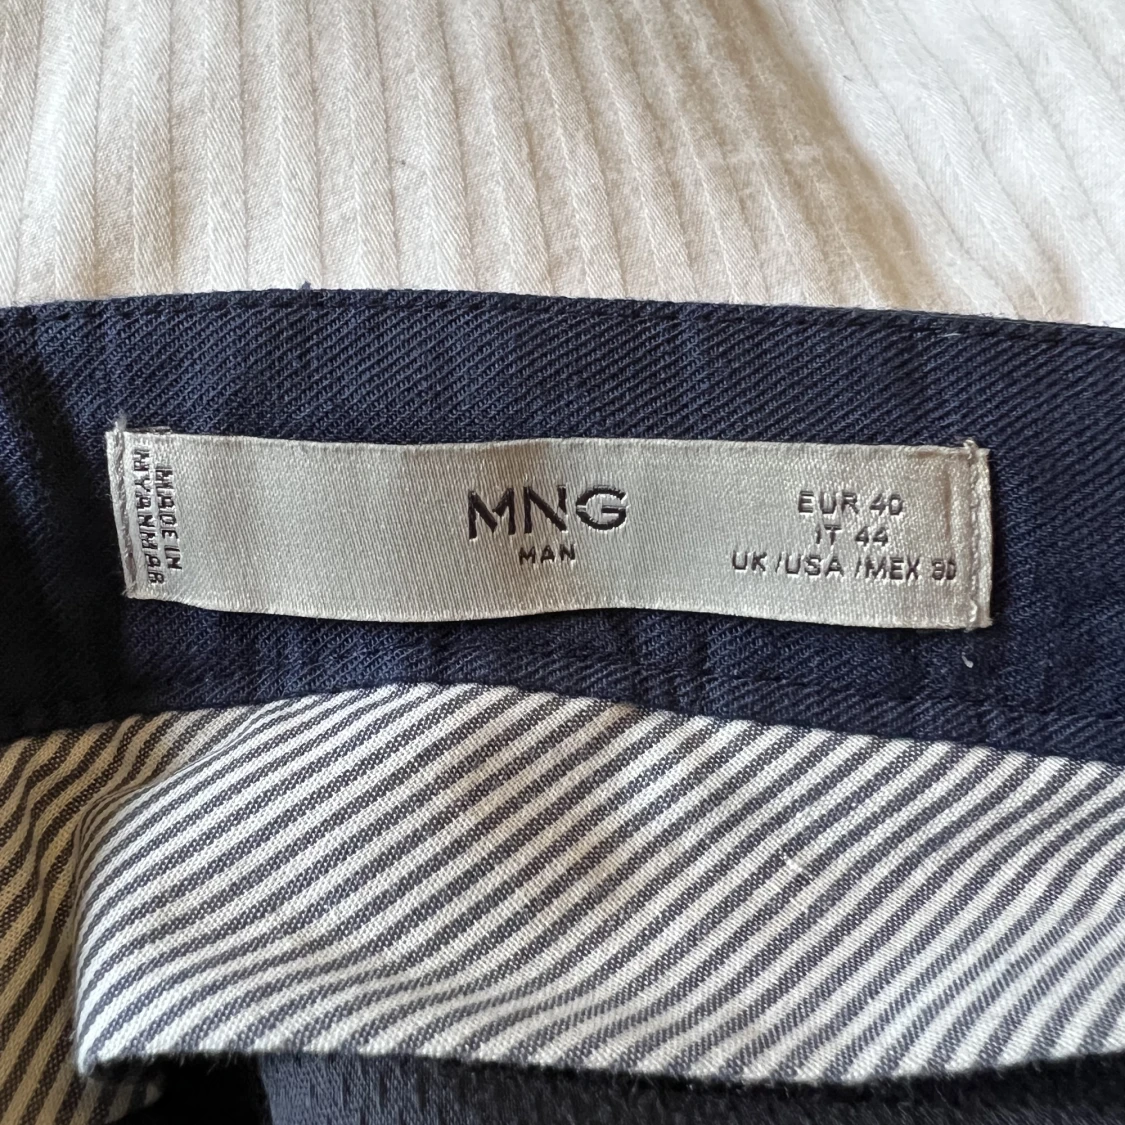 MADE IN
MYANMAR
MNG
MAN
EUR 40
IT 44
UK /USA /MEX 30